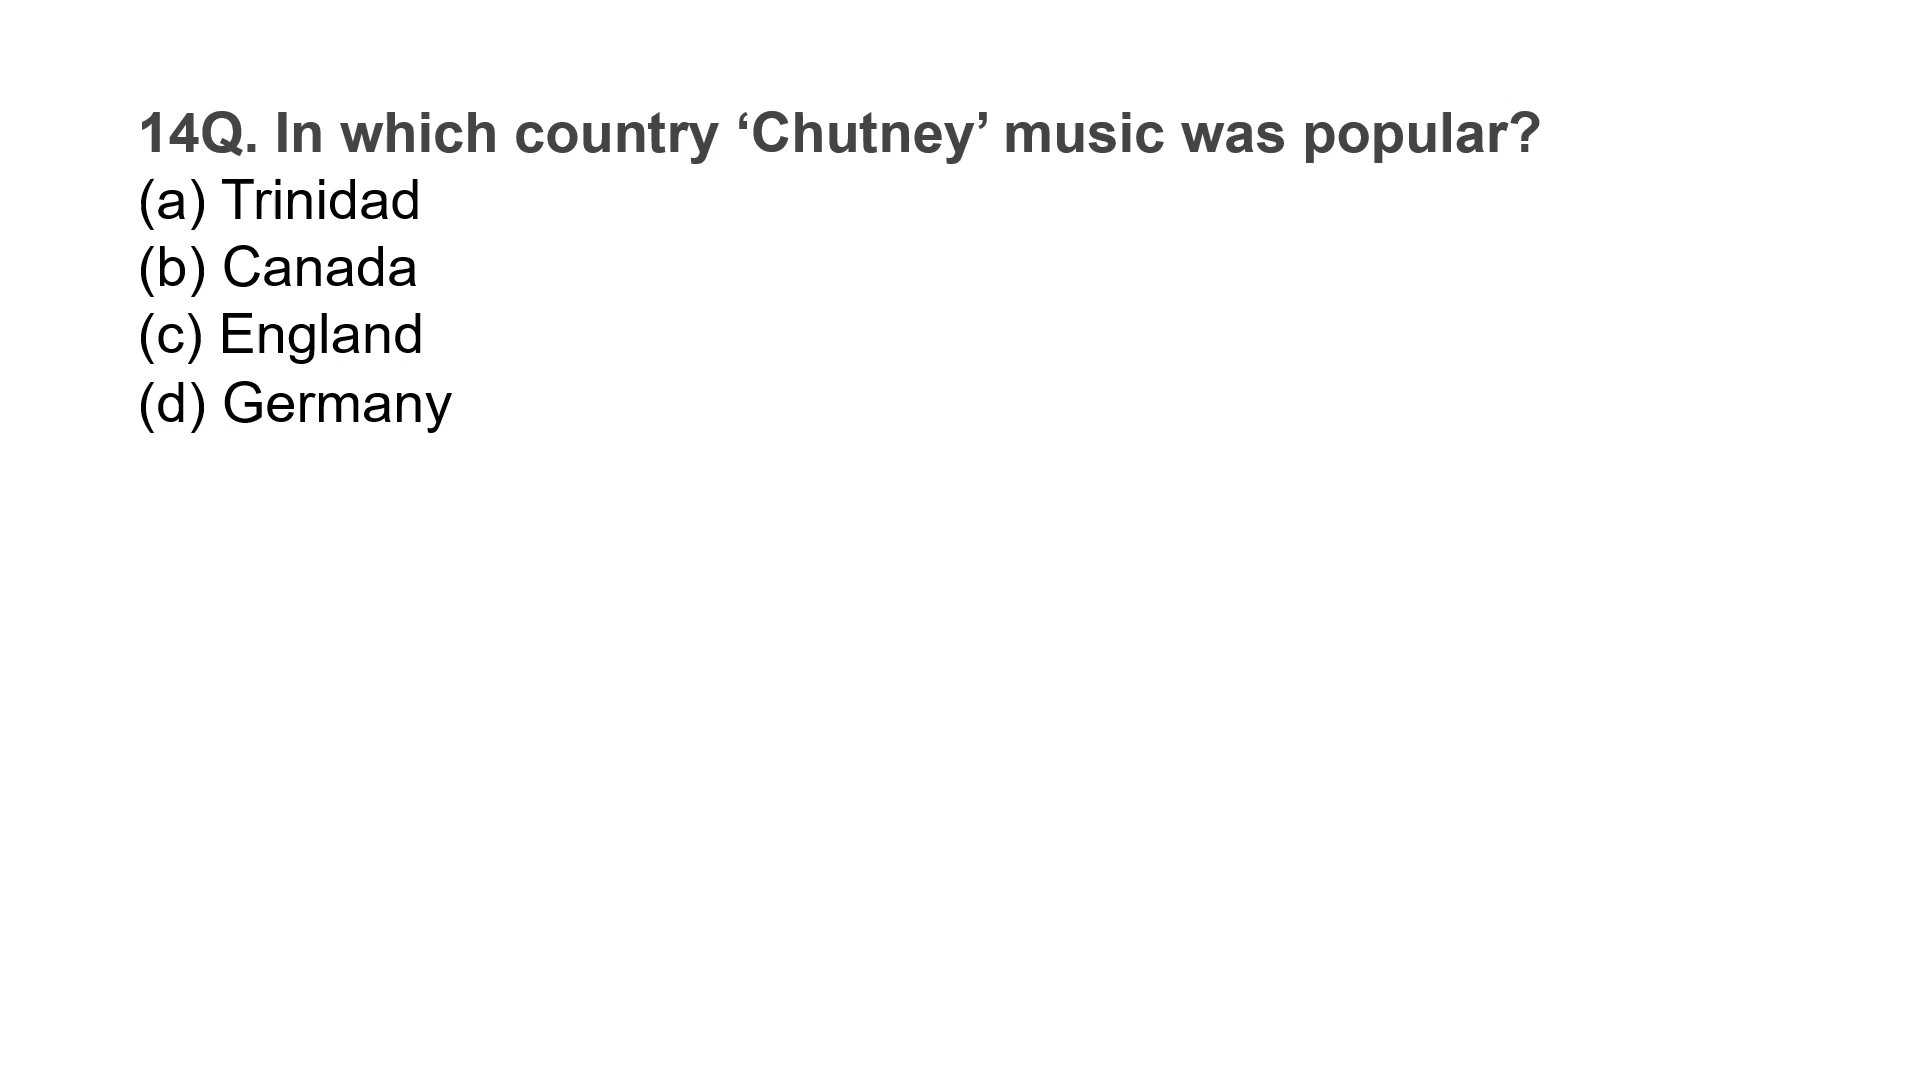 14Q. In which country ‘Chutney’ music was popular?
(a) Trinidad
(b) Canada
(c) England
(d) Germany